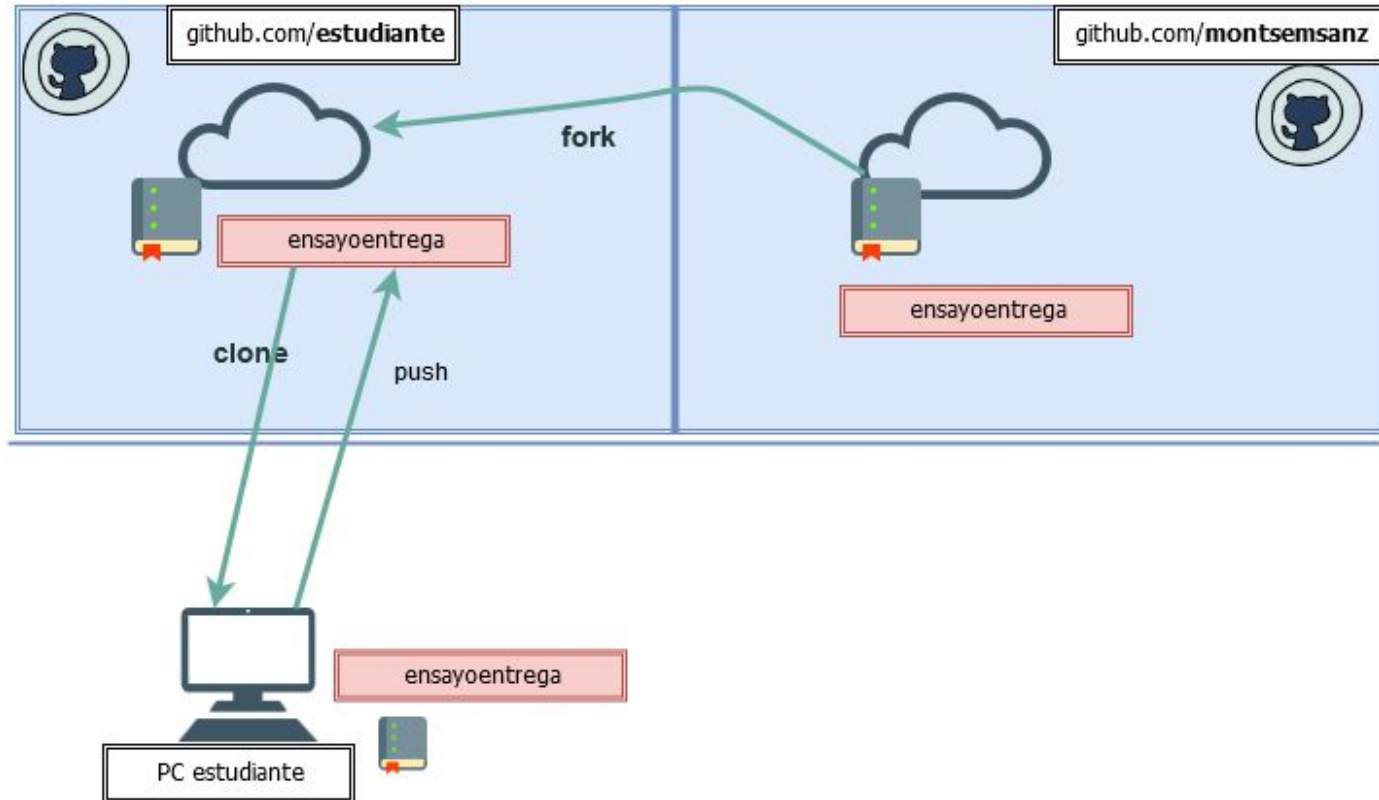 github.com/estudiante
github.com/montsemsanz
fork
ensayoentrega
ensayoentrega
clone
push
ensayoentrega
PC estudiante